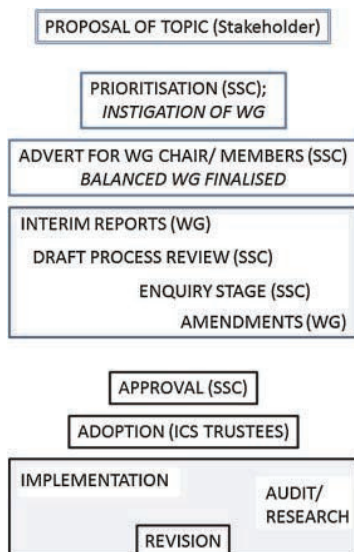 PROPOSAL OF TOPIC (Stakeholder)
PRIORITISATION (SSC);
INSTIGATION OF WG
ADVERT FOR WG CHAIR/ MEMBERS (SSC)
BALANCED WG FINALISED
INTERIM REPORTS (WG)
DRAFT PROCESS REVIEW (SSC)
ENQUIRY STAGE (SSC)
AMENDMENTS (WG)
APPROVAL (SSC)
ADOPTION (ICS TRUSTEES)
IMPLEMENTATION
AUDIT/
RESEARCH
REVISION